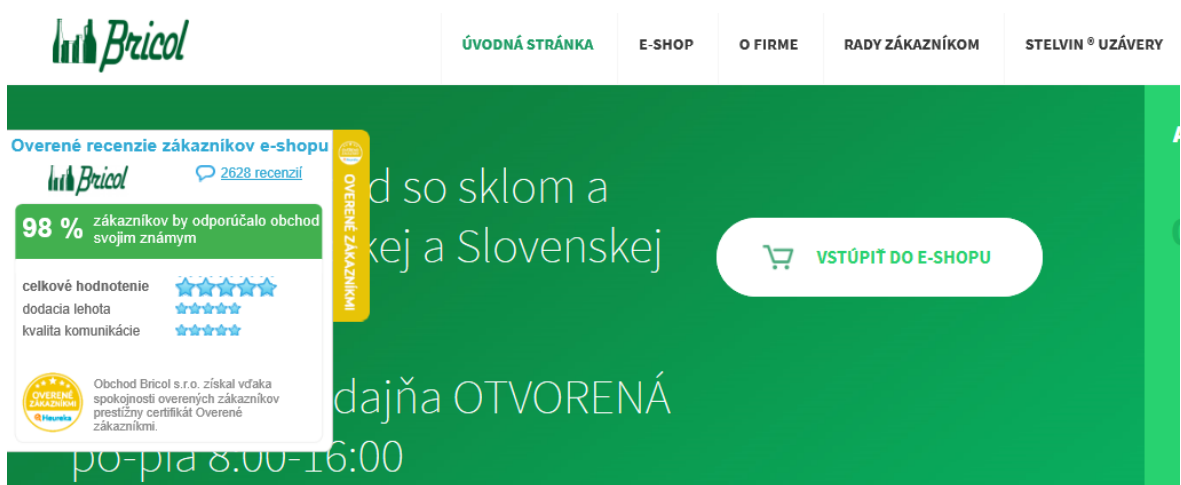 Bricol
ÚVODNÁ STRÁNKA
E-SHOP
O FIRME
RADY ZÁKAZNÍKOM
STELVIN ® UZÁVERY
Overené recenzie zákazníkov e-shopu
Bricol
2628 recenzií
98 %
zákazníkov by odporúčalo obchod
svojim známym
celkové hodnotenie
dodacia lehota
kvalita komunikácie
OVERENÉ
ZÁKAZNÍKMI
Heureka
Obchod Bricol s.r.o. získal vďaka
spokojnosti overených zákazníkov
prestížny certifikát Overené
zákazníkmi.
OVERENÉ ZÁKAZNÍKMI
so sklom a
a Slovenskej
OTVORENÁ
po-pia 8.00-16:00
VSTÚPIŤ DO E-SHOPU